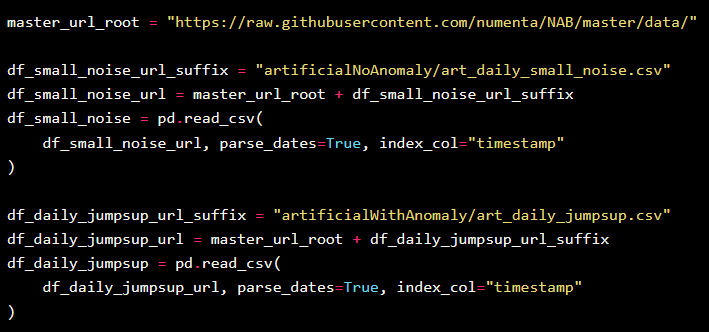 master_url_root = "https://raw.githubusercontent.com/numenta/NAB/master/data/"

df_small_noise_url_suffix = "artificialNoAnomaly/art_daily_small_noise.csv"
df_small_noise_url = master_url_root + df_small_noise_url_suffix
df_small_noise = pd.read_csv(
    df_small_noise_url, parse_dates=True, index_col="timestamp"
)

df_daily_jumpsup_url_suffix = "artificialWithAnomaly/art_daily_jumpsup.csv"
df_daily_jumpsup_url = master_url_root + df_daily_jumpsup_url_suffix
df_daily_jumpsup = pd.read_csv(
    df_daily_jumpsup_url, parse_dates=True, index_col="timestamp"
)